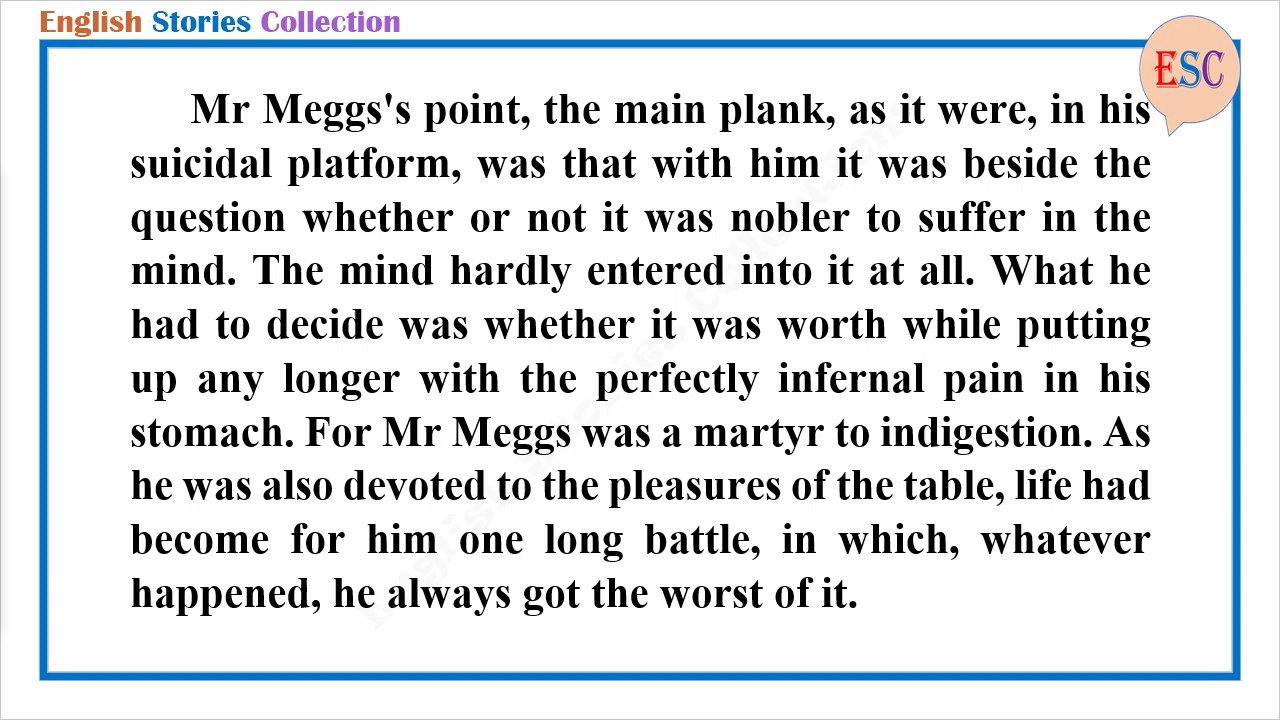 English Stories Collection
ESC
Mr Meggs's point, the main plank, as it were, in his
suicidal platform, was that with him it was beside the
question whether or not it was nobler to suffer in the
mind. The mind hardly entered into it at all. What he
had to decide was whether it was worth while putting
up any longer with the perfectly infernal pain in his
stomach. For Mr Meggs was a martyr to indigestion. As
he was also devoted to the pleasures of the table, life had
become for him one long battle, in which, whatever
happened, he always got the worst of it.